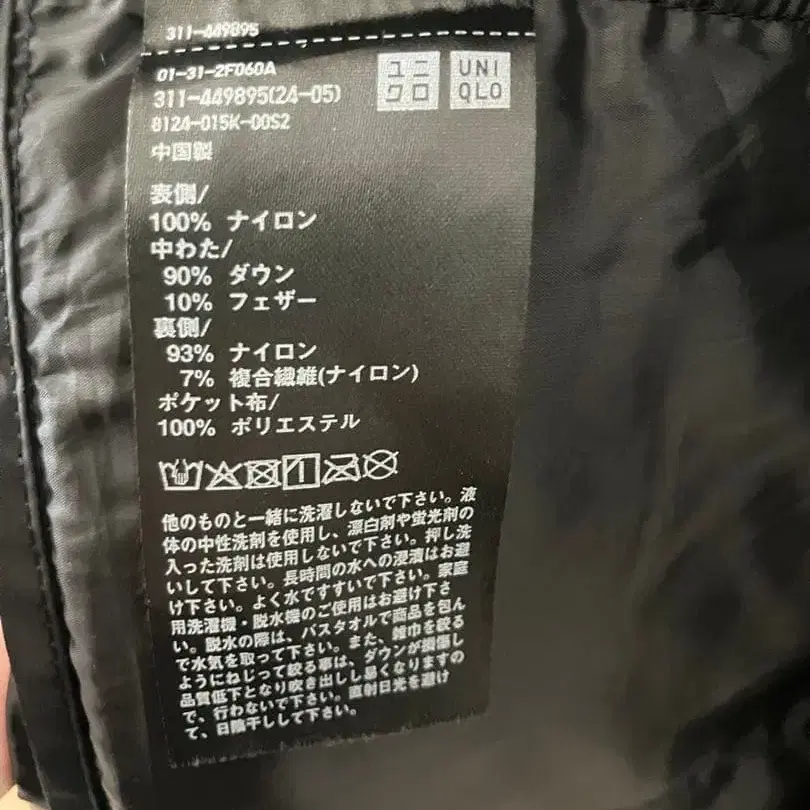 311-449895
01-31-2F060A
311-449895(24-05)
8124-015K-00S2
中国製
ユニ
クロ
UNI
QLO
表側/
100% ナイロン
中わた/
90% ダウン
10% フェザー
裏側/
93% ナイロン
7% 複合繊維(ナイロン)
ポケット布/
100% ポリエステル
他のものと一緒に洗濯しないで下さい。液
体の中性洗剤を使用し、漂白剤や蛍光剤の
入った洗剤は使用しないで下さい。押し洗
いして下さい。長時間の水への浸漬はお避
け下さい。よく水ですすいで下さい。家庭
用洗濯機・脱水機のご使用はお避け下さ
い。脱水の際は、バスタオルで商品を包ん
で水気を取って下さい。また、雑巾を絞る
ようにねじって絞る事は、ダウンが損傷し
品質低下となり吹き出しし易くなりますの
で、行わないで下さい。直射日光を避け
て、日陰干しして下さい。